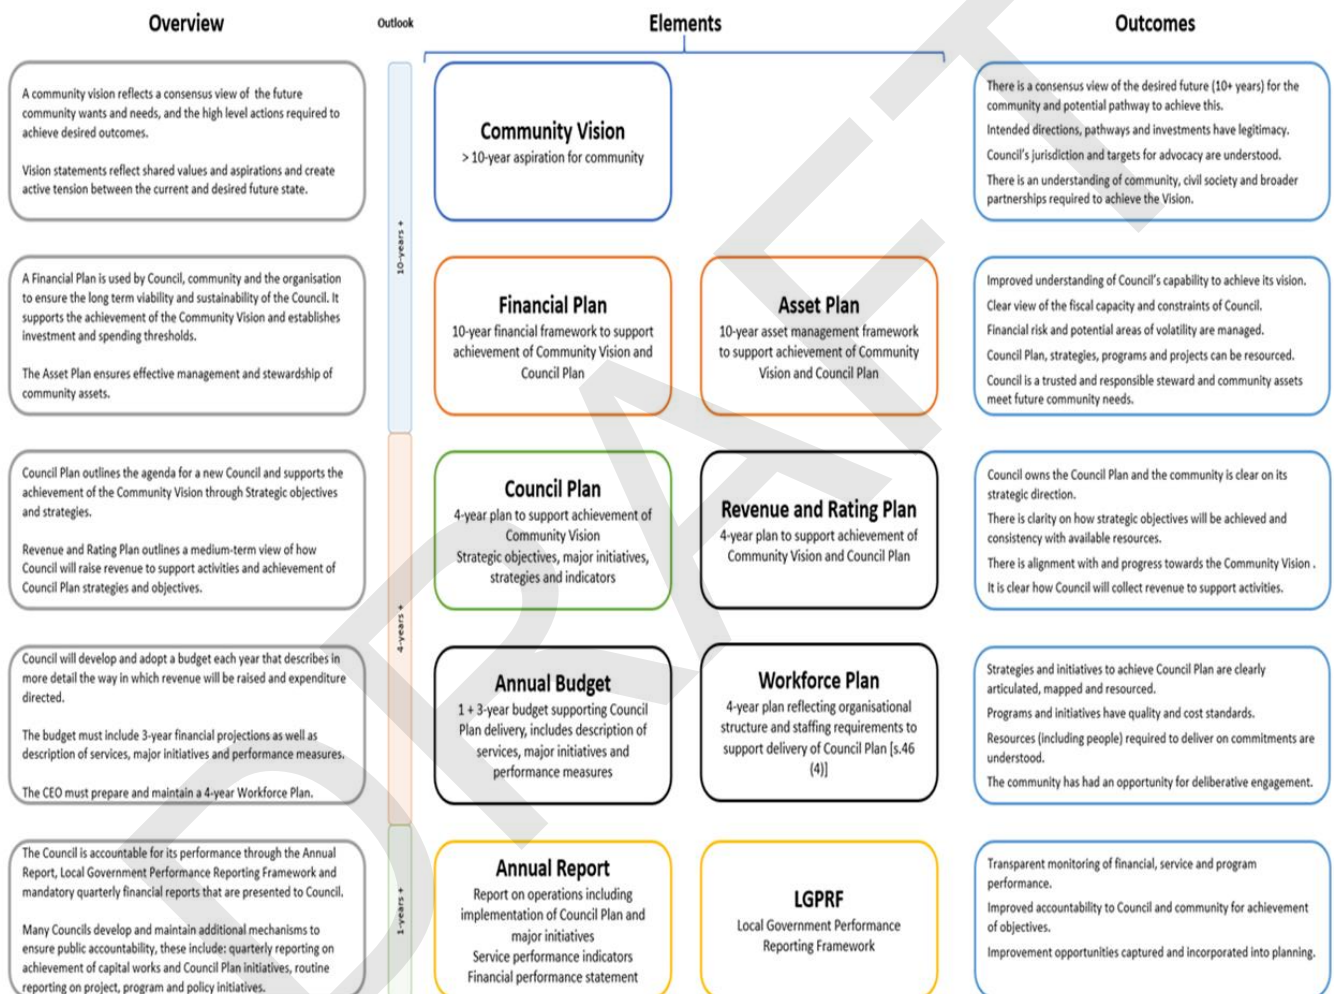 Overview
Outlook
Elements
Outcomes
A community vision reflects a consensus view of the future
community wants and needs, and the high level actions required to
achieve desired outcomes.
Vision statements reflect shared values and aspirations and create
active tension between the current and desired future state.
10-years +
Community Vision
> 10-year aspiration for community
There is a consensus view of the desired future (10+ years) for the
community and potential pathway to achieve this.
Intended directions, pathways and investments have legitimacy.
Council's jurisdiction and targets for advocacy are understood.
There is an understanding of community, civil society and broader
partnerships required to achieve the Vision.
A Financial Plan is used by Council, community and the organisation
to ensure the long term viability and sustainability of the Council. It
supports the achievement of the Community Vision and establishes
investment and spending thresholds.
The Asset Plan ensures effective management and stewardship of
community assets.
Financial Plan
10-year financial framework to support
achievement of Community Vision and
Council Plan
Asset Plan
10-year asset management framework
to support achievement of Community
Vision and Council Plan
Improved understanding of Council's capability to achieve its vision.
Clear view of the fiscal capacity and constraints of Council.
Financial risk and potential areas of volatility are managed.
Council Plan, strategies, programs and projects can be resourced.
Council is a trusted and responsible steward and community assets
meet future community needs.
Council Plan outlines the agenda for a new Council and supports the
achievement of the Community Vision through Strategic objectives
and strategies.
Revenue and Rating Plan outlines a medium-term view of how
Council will raise revenue to support activities and achievement of
Council Plan strategies and objectives.
4-years +
Council Plan
4-year plan to support achievement of
Community Vision
Strategic objectives, major initiatives,
strategies and indicators
Revenue and Rating Plan
4-year plan to support achievement of
Community Vision and Council Plan
Council owns the Council Plan and the community is clear on its
strategic direction.
There is clarity on how strategic objectives will be achieved and
consistency with available resources.
There is alignment with and progress towards the Community Vision .
It is clear how Council will collect revenue to support activities.
Council will develop and adopt a budget each year that describes in
more detail the way in which revenue will be raised and expenditure
directed.
The budget must include 3-year financial projections as well as
description of services, major initiatives and performance measures.
The CEO must prepare and maintain a 4-year Workforce Plan.
Annual Budget
1 + 3-year budget supporting Council
Plan delivery, includes description of
services, major initiatives and
performance measures
Workforce Plan
4-year plan reflecting organisational
structure and staffing requirements to
support delivery of Council Plan [s.46
(4)]
Strategies and initiatives to achieve Council Plan are clearly
articulated, mapped and resourced.
Programs and initiatives have quality and cost standards.
Resources (including people) required to deliver on commitments are
understood.
The community has had an opportunity for deliberative engagement.
The Council is accountable for its performance through the Annual
Report, Local Government Performance Reporting Framework and
mandatory quarterly financial reports that are presented to Council.
Many Councils develop and maintain additional mechanisms to
ensure public accountability, these include: quarterly reporting on
achievement of capital works and Council Plan initiatives, routine
reporting on project, program and policy initiatives.
1-years +
Annual Report
Report on operations including
implementation of Council Plan and
major initiatives
Service performance indicators
Financial performance statement
LGPRF
Local Government Performance
Reporting Framework
Transparent monitoring of financial, service and program
performance.
Improved accountability to Council and community for achievement
of objectives.
Improvement opportunities captured and incorporated into planning.
DRAFT